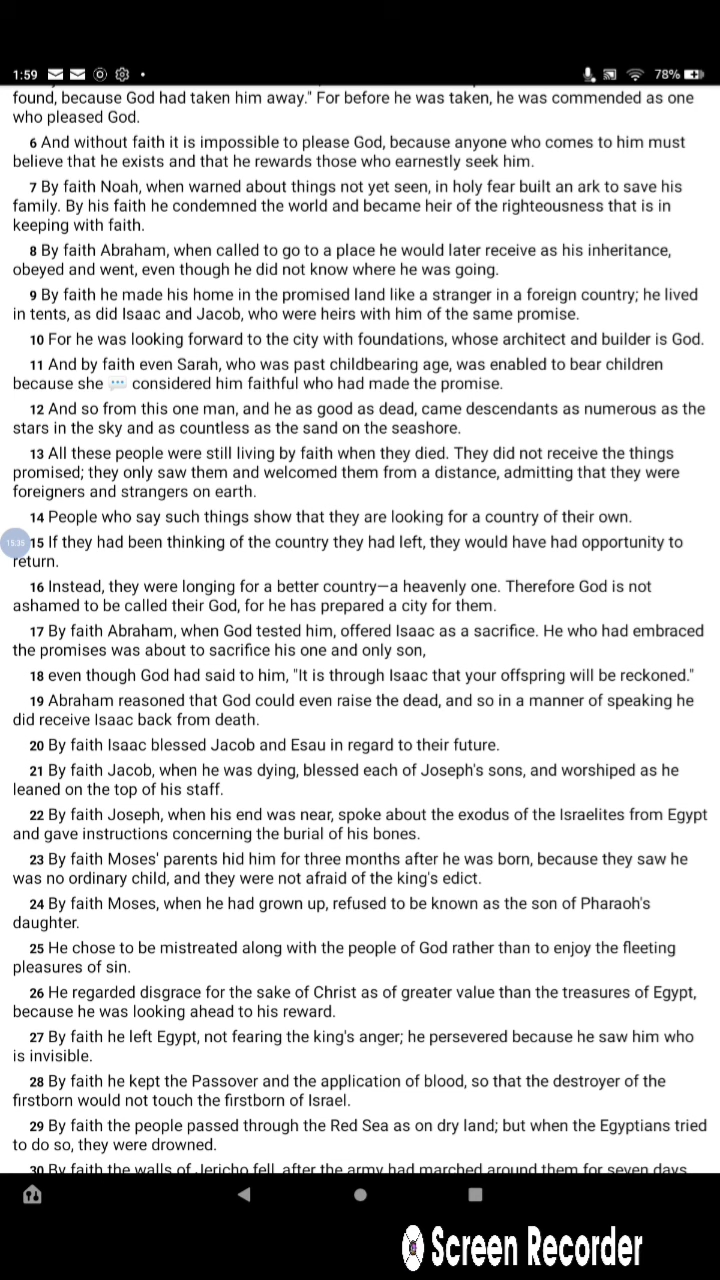 1:59
78%
found, because God had taken him away." For before he was taken, he was commended as one
who pleased God.
6 And without faith it is impossible to please God, because anyone who comes to him must
believe that he exists and that he rewards those who earnestly seek him.
7 By faith Noah, when warned about things not yet seen, in holy fear built an ark to save his
family. By his faith he condemned the world and became heir of the righteousness that is in
keeping with faith.
8 By faith Abraham, when called to go to a place he would later receive as his inheritance,
obeyed and went, even though he did not know where he was going.
9 By faith he made his home in the promised land like a stranger in a foreign country; he lived
in tents, as did Isaac and Jacob, who were heirs with him of the same promise.
10 For he was looking forward to the city with foundations, whose architect and builder is God.
11 And by faith even Sarah, who was past childbearing age, was enabled to bear children
because she considered him faithful who had made the promise.
12 And so from this one man, and he as good as dead, came descendants as numerous as the
stars in the sky and as countless as the sand on the seashore.
13 All these people were still living by faith when they died. They did not receive the things
promised; they only saw them and welcomed them from a distance, admitting that they were
foreigners and strangers on earth.
14 People who say such things show that they are looking for a country of their own.
15:35
15 If they had been thinking of the country they had left, they would have had opportunity to
return.
16 Instead, they were longing for a better country—a heavenly one. Therefore God is not
ashamed to be called their God, for he has prepared a city for them.
17 By faith Abraham, when God tested him, offered Isaac as a sacrifice. He who had embraced
the promises was about to sacrifice his one and only son,
18 even though God had said to him, "It is through Isaac that your offspring will be reckoned."
19 Abraham reasoned that God could even raise the dead, and so in a manner of speaking he
did receive Isaac back from death.
20 By faith Isaac blessed Jacob and Esau in regard to their future.
21 By faith Jacob, when he was dying, blessed each of Joseph's sons, and worshiped as he
leaned on the top of his staff.
22 By faith Joseph, when his end was near, spoke about the exodus of the Israelites from Egypt
and gave instructions concerning the burial of his bones.
23 By faith Moses' parents hid him for three months after he was born, because they saw he
was no ordinary child, and they were not afraid of the king's edict.
24 By faith Moses, when he had grown up, refused to be known as the son of Pharaoh's
daughter.
25 He chose to be mistreated along with the people of God rather than to enjoy the fleeting
pleasures of sin.
26 He regarded disgrace for the sake of Christ as of greater value than the treasures of Egypt,
because he was looking ahead to his reward.
27 By faith he left Egypt, not fearing the king's anger; he persevered because he saw him who
is invisible.
28 By faith he kept the Passover and the application of blood, so that the destroyer of the
firstborn would not touch the firstborn of Israel.
29 By faith the people passed through the Red Sea as on dry land; but when the Egyptians tried
to do so, they were drowned.
30 By faith the walls of Jericho fell, after the army had marched around them for seven days.
Screen Recorder